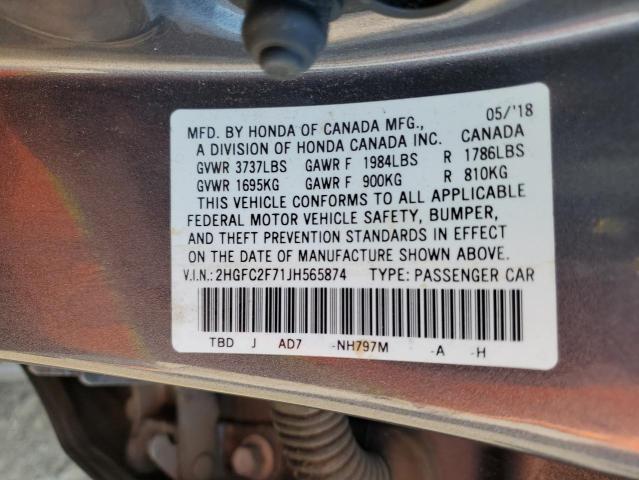 MFD. BY HONDA OF CANADA MFG., 05/'18
A DIVISION OF HONDA CANADA INC. CANADA
GVWR 3737LBS GAWR F 1984LBS R 1786LBS
GVWR 1695KG GAWR F 900KG R 810KG
THIS VEHICLE CONFORMS TO ALL APPLICABLE
FEDERAL MOTOR VEHICLE SAFETY, BUMPER,
AND THEFT PREVENTION STANDARDS IN EFFECT
ON THE DATE OF MANUFACTURE SHOWN ABOVE.
V.I.N.: 2HGFC2F71JH565874 TYPE: PASSENGER CAR
TBD J AD7 -NH797M -A -H